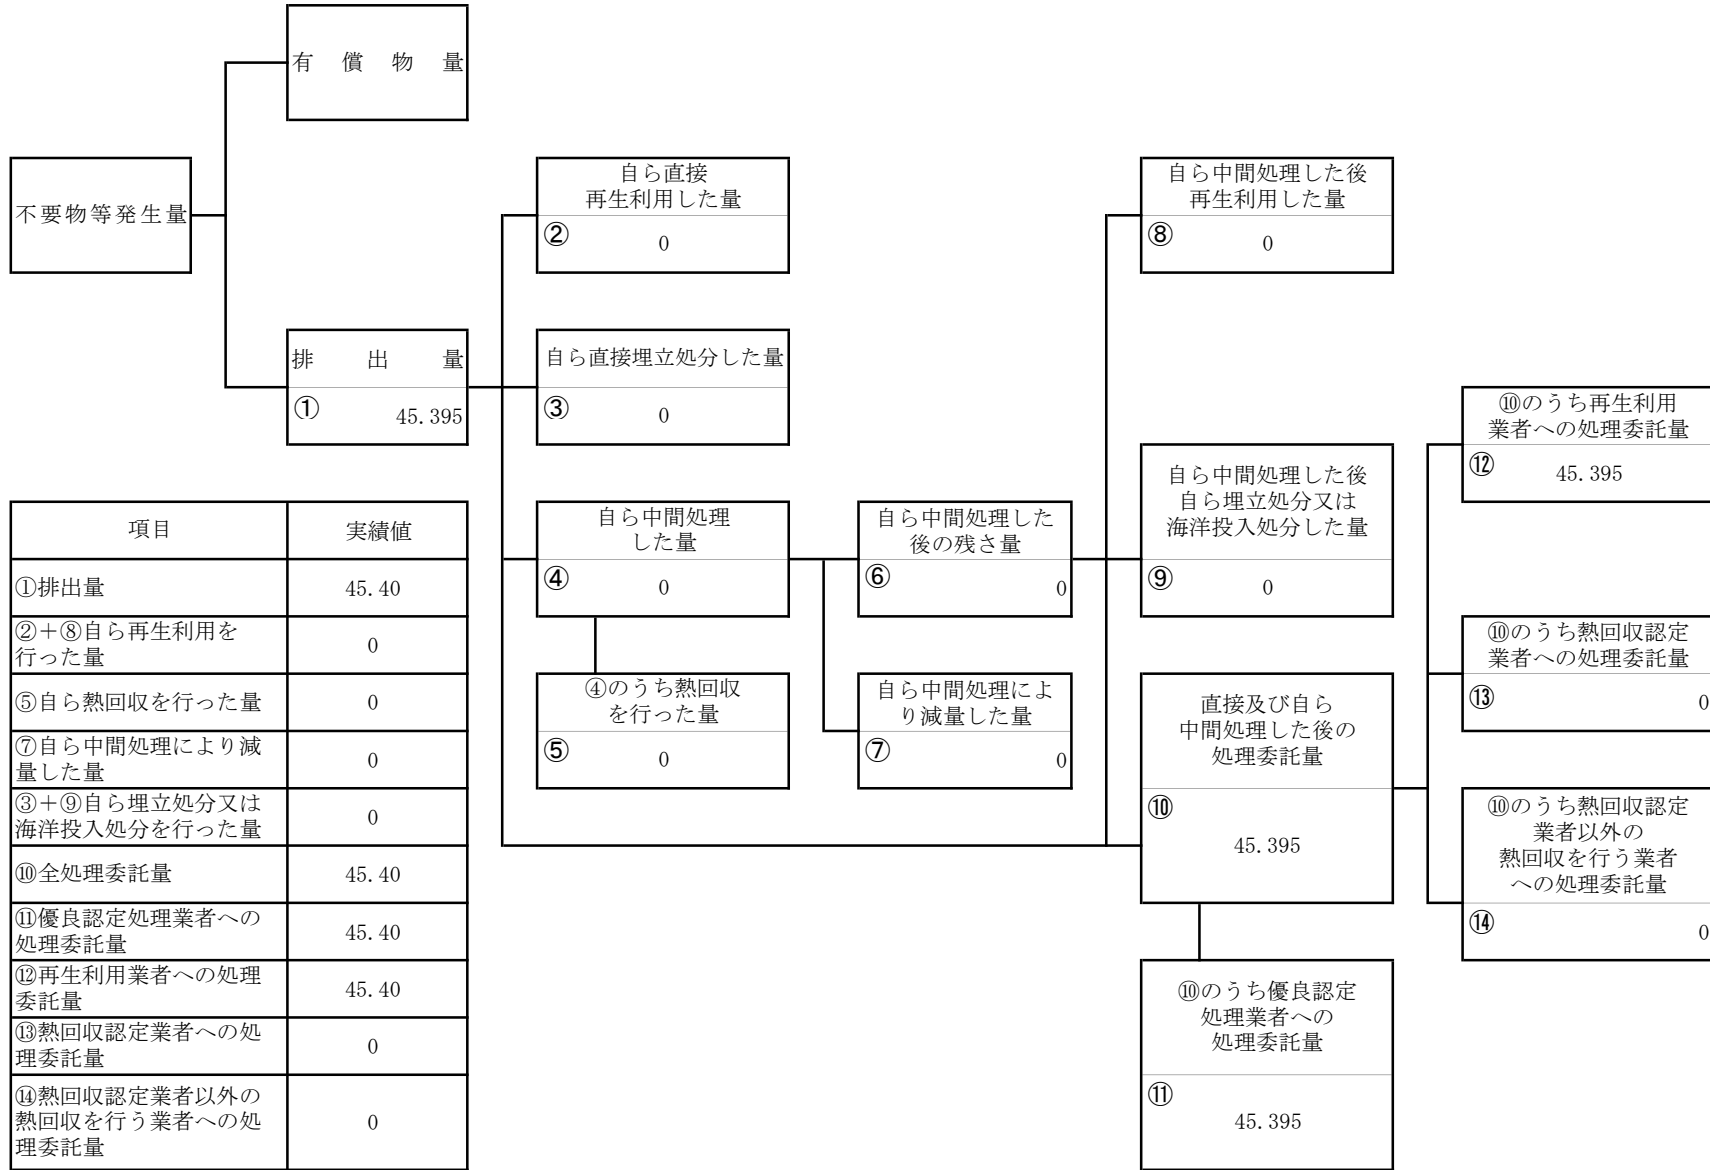 有償物量
不要物等発生量
排出量
① 45.395
自ら直接
再生利用した量
② 0
自ら直接埋立処分した量
③ 0
自ら中間処理
した量
④ 0
④のうち熱回収
を行った量
⑤ 0
自ら中間処理した
後の残さ量
⑥ 0
自ら中間処理によ
り減量した量
⑦ 0
自ら中間処理した後
再生利用した量
⑧ 0
自ら中間処理した後
自ら埋立処分又は
海洋投入処分した量
⑨ 0
直接及び自ら
中間処理した後の
処理委託量
⑩
45.395
⑩のうち優良認定
処理業者への
処理委託量
⑪
45.395
⑩のうち再生利用
業者への処理委託量
⑫ 45.395
⑩のうち熱回収認定
業者への処理委託量
⑬ 0
⑩のうち熱回収認定
業者以外の
熱回収を行う業者
への処理委託量
⑭ 0
項目 実績値
①排出量 45.40
②＋⑧自ら再生利用を
行った量 0
⑤自ら熱回収を行った量 0
⑦自ら中間処理により減
量した量 0
③＋⑨自ら埋立処分又は
海洋投入処分を行った量 0
⑩全処理委託量 45.40
⑪優良認定処理業者への
処理委託量 45.40
⑫再生利用業者への処理
委託量 45.40
⑬熱回収認定業者への処
理委託量 0
⑭熱回収認定業者以外の
熱回収を行う業者への処
理委託量 0